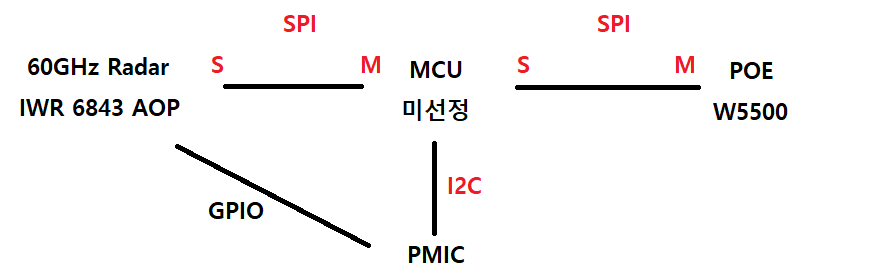 SPI
SPI
60GHz Radar
S
M
MCU
S
M
POE
IWR 6843 AOP
미선정
W5500
I2C
GPIO
PMIC